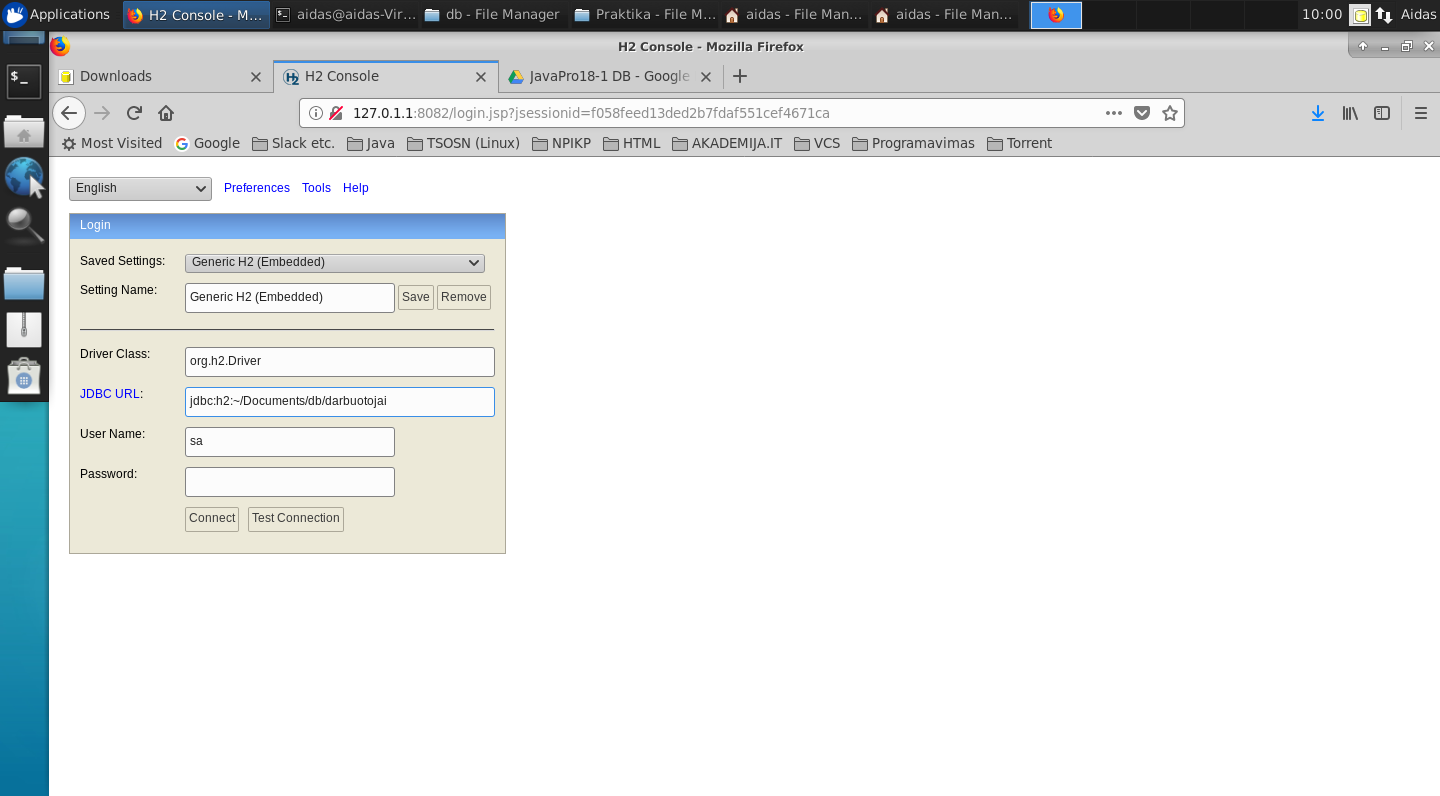 Applications H2 Console - M... aidas@aidas-Vir... db - File Manager Praktika - File M... aidas - File Man... aidas - File Man... 10:00 Aidas
H2 Console - Mozilla Firefox
Downloads H2 Console JavaPro18-1 DB - Google
127.0.1.1:8082/login.jsp?jsessionid=f058feed13ded2b7fdaf551cef4671ca
Most Visited Google Slack etc. Java TSOSN (Linux) NPIKP HTML AKADEMIJA.IT VCS Programavimas Torrent
English Preferences Tools Help
Login
Saved Settings: Generic H2 (Embedded)
Setting Name: Generic H2 (Embedded) Save Remove
Driver Class: org.h2.Driver
JDBC URL: jdbc:h2:~/Documents/db/darbuotojai
User Name: sa
Password:
Connect Test Connection